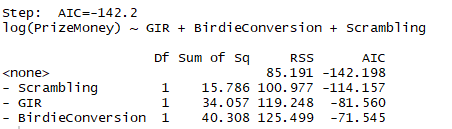 Step:  AIC=-142.2
log(PrizeMoney) ~ GIR + BirdieConversion + Scrambling
Df Sum of Sq RSS AIC
<none> 85.191 -142.198
- Scrambling 1 15.786 100.977 -114.157
- GIR 1 34.057 119.248 -81.560
- BirdieConversion 1 40.308 125.499 -71.545